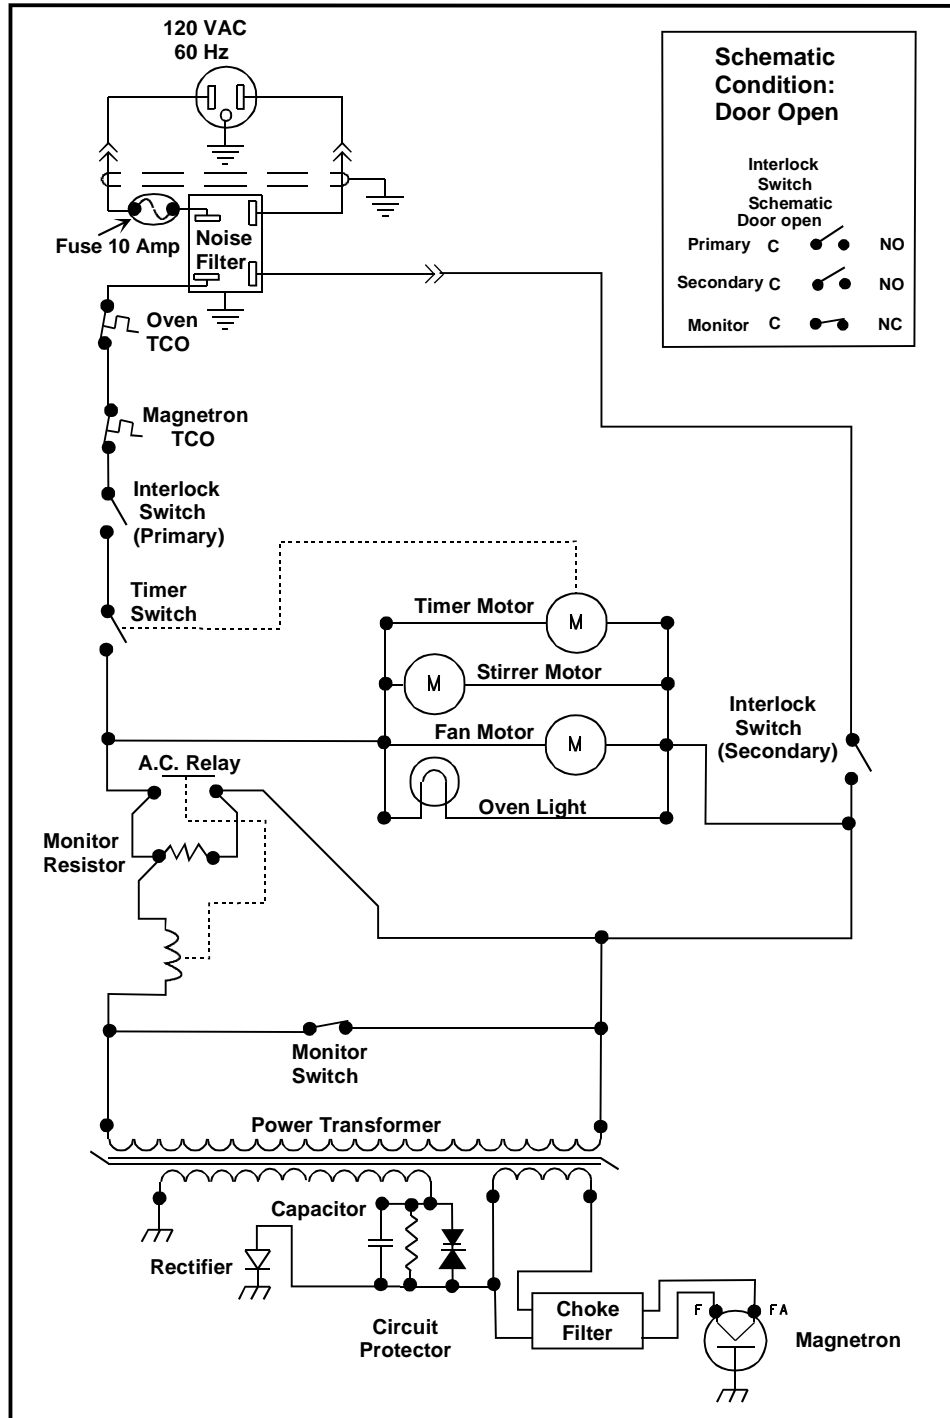 120 VAC
60 Hz
Schematic
Condition:
Door Open
Interlock
Switch
Schematic
Door open
Primary C NO
Secondary C NO
Monitor C NC
Fuse 10 Amp
Noise
Filter
Oven
TCO
Magnetron
TCO
Interlock
Switch
(Primary)
Timer
Switch
Timer Motor
M
Stirrer Motor
M
Fan Motor
M
Oven Light
Interlock
Switch
(Secondary)
A.C. Relay
Monitor
Resistor
Monitor
Switch
Power Transformer
Capacitor
Rectifier
Circuit
Protector
Choke
Filter
F
FA
Magnetron